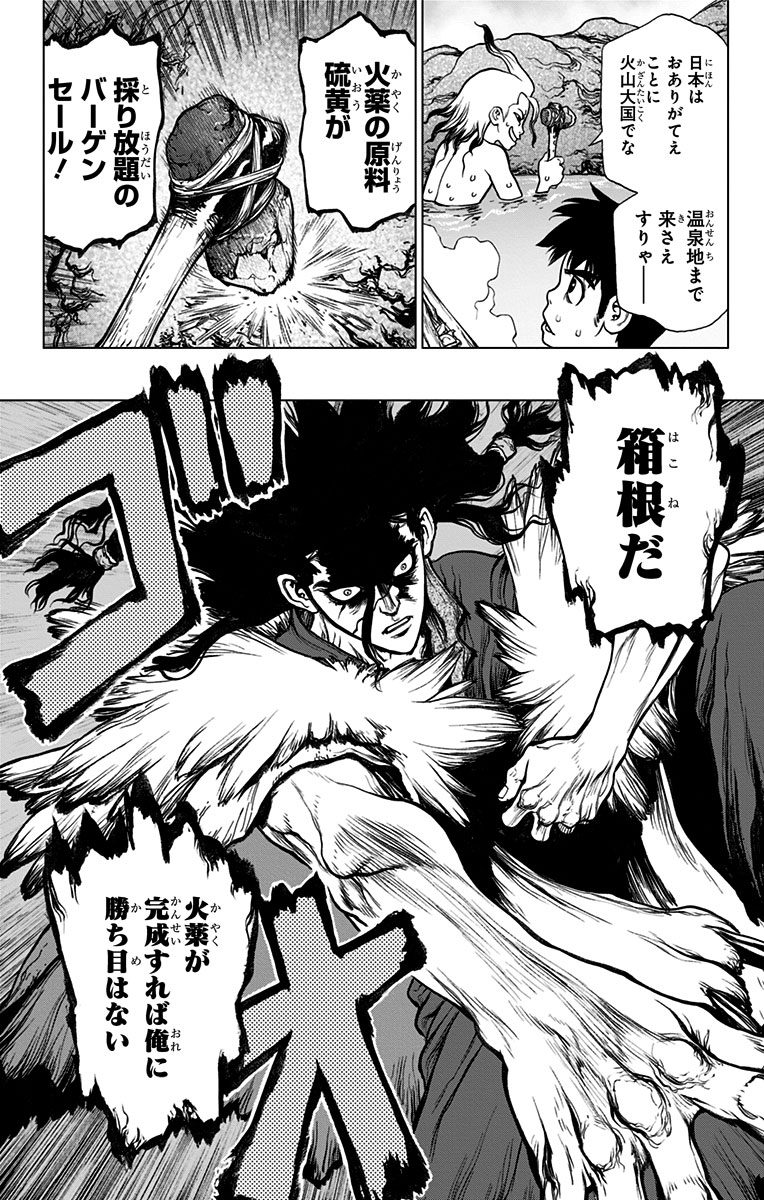 日本は
おありがてえ
ことに
火山大国でな
温泉地まで
来さえ
すりゃ──
火薬の原料
硫黄が
採り放題の
バーゲン
セール！
箱根だ
ゴ
オ
火薬が
完成すれば俺に
勝ち目はない